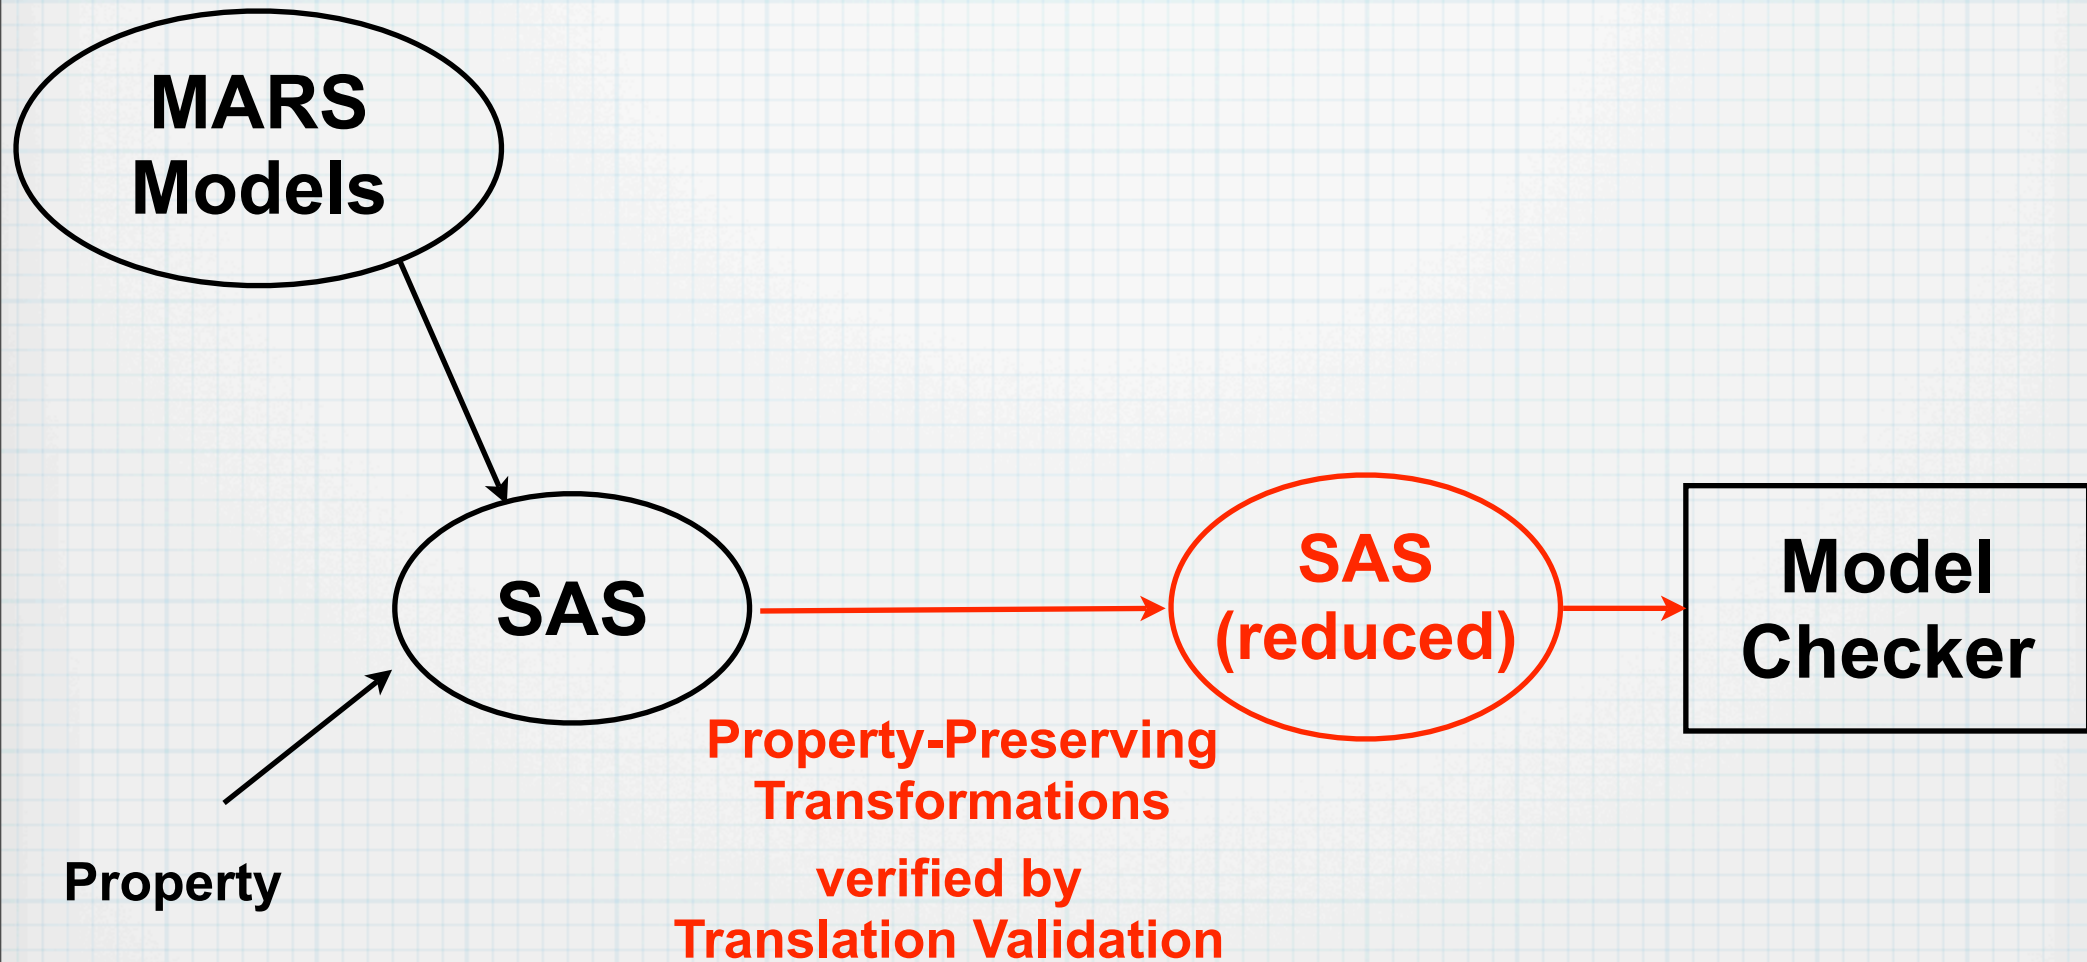 MARS
Models
SAS
SAS
(reduced)
Model
Checker
Property-Preserving
Transformations
verified by
Translation Validation
Property